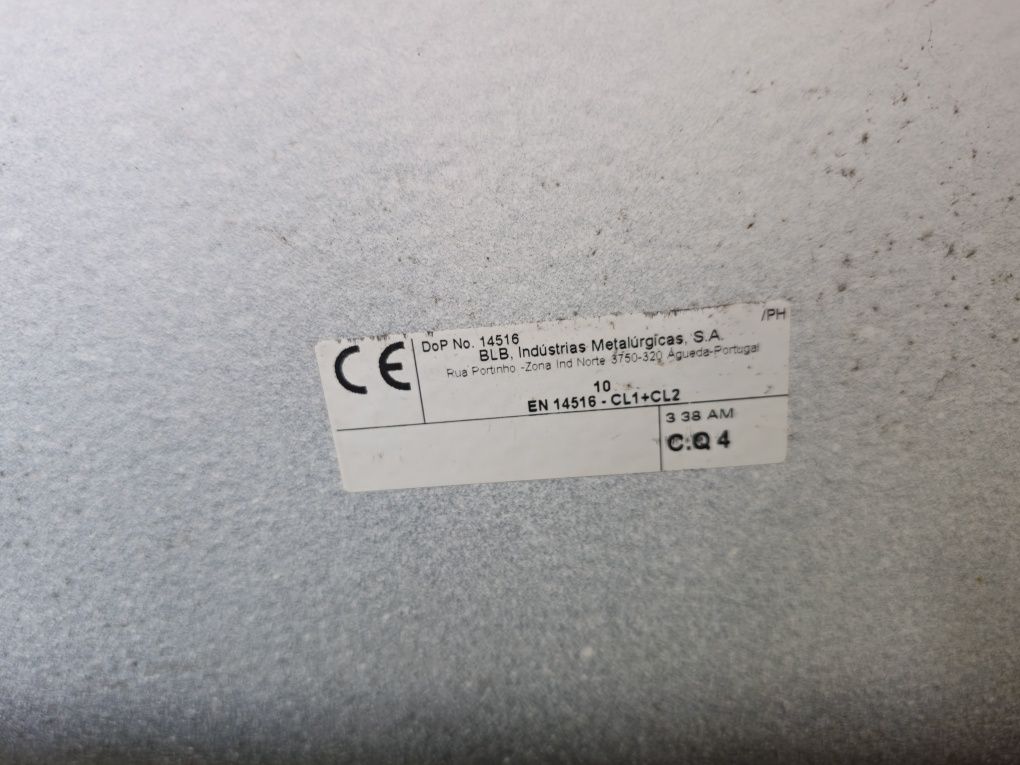 /PH
CE
DoP No. 14516
BLB, Indústrias Metalúrgicas, S.A.
Rua Portinho -Zona Ind Norte 3750-320 Agueda-Portugal
10
EN 14516 - CL1+CL2
3 38 AM
C.Q 4